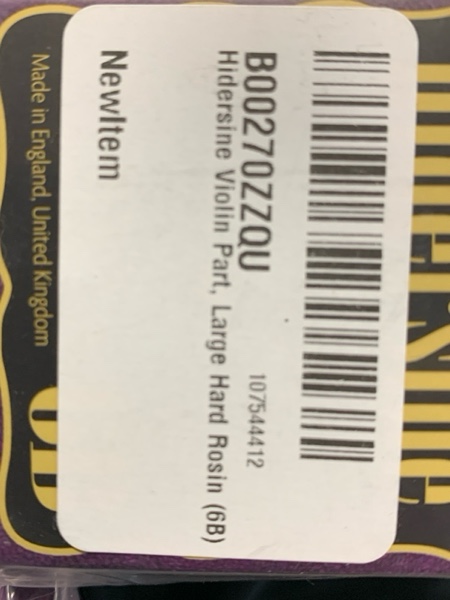 B00270ZZQU 107544412
Hidersine Violin Part, Large Hard Rosin (6B)
NewItem
Made in England, United Kingdom